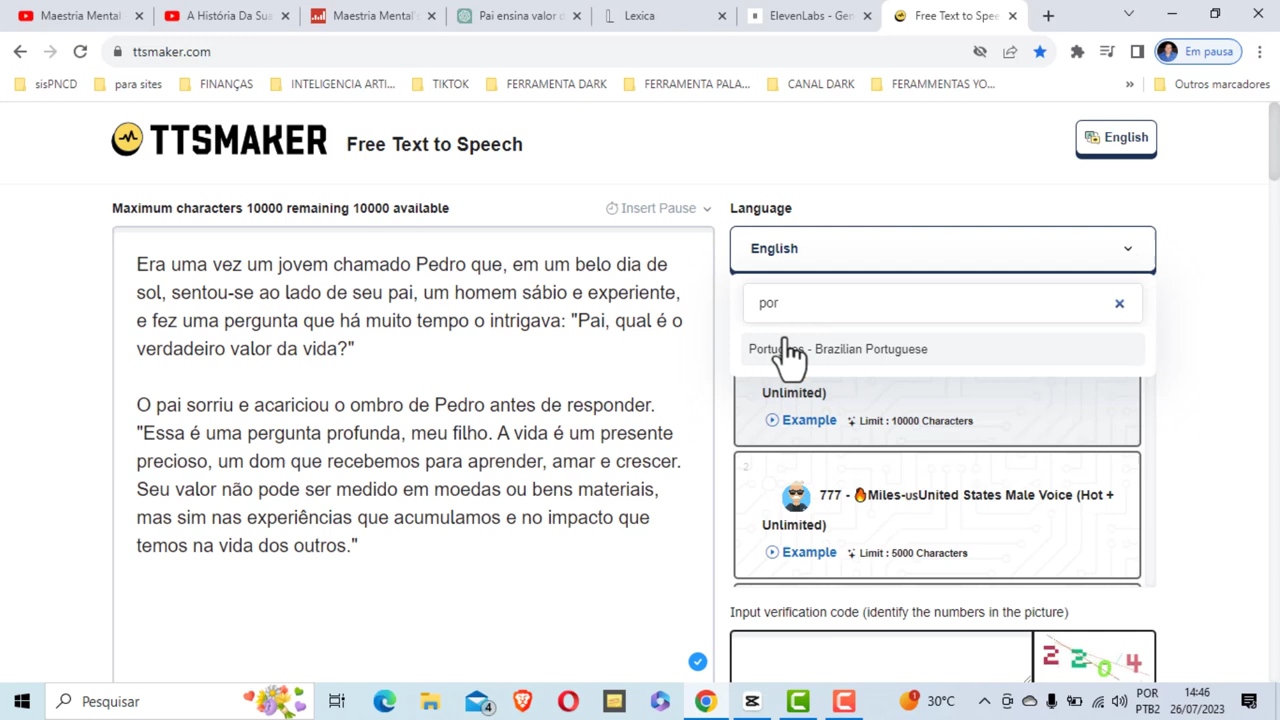 Maestria Mental
A História Da Sua
Maestria Mental's
Pai ensina valor d
Lexica
ElevenLabs - Gen
Free Text to Spee
ttsmaker.com
Em pausa
sisPNCD
para sites
FINANÇAS
INTELIGENCIA ARTI...
TIKTOK
FERRAMENTA DARK
FERRAMENTA PALA...
CANAL DARK
FERAMMENTAS YO...
»
Outros marcadores
TTSMAKER
Free Text to Speech
English
Maximum characters 10000 remaining 10000 available
Insert Pause
Era uma vez um jovem chamado Pedro que, em um belo dia de
sol, sentou-se ao lado de seu pai, um homem sábio e experiente,
e fez uma pergunta que há muito tempo o intrigava: "Pai, qual é o
verdadeiro valor da vida?"
O pai sorriu e acariciou o ombro de Pedro antes de responder.
"Essa é uma pergunta profunda, meu filho. A vida é um presente
precioso, um dom que recebemos para aprender, amar e crescer.
Seu valor não pode ser medido em moedas ou bens materiais,
mas sim nas experiências que acumulamos e no impacto que
temos na vida dos outros."
Language
English
por
- Brazilian Portuguese
Unlimited)
Example
Limit : 10000 Characters
2
777 - 🔥Miles-usUnited States Male Voice (Hot +
Unlimited)
Example
Limit : 5000 Characters
Input verification code (identify the numbers in the picture)
2204
Pesquisar
4
1
30°C
POR
PTB2
14:46
26/07/2023